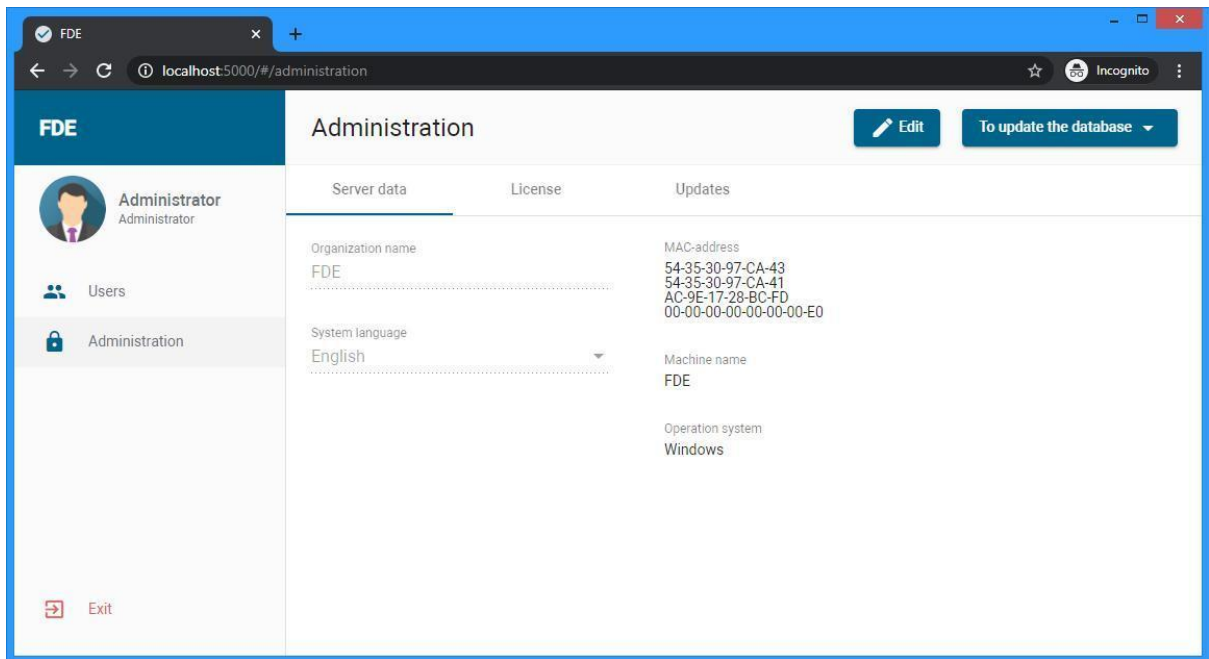 FDE
localhost:5000/#/administration
Incognito
FDE
Administration
Edit
To update the database
Administrator
Administrator
Users
Administration
Exit
Server data
License
Updates
Organization name
FDE
System language
English
MAC-address
54-35-30-97-CA-43
54-35-30-97-CA-41
AC-9E-17-28-BC-FD
00-00-00-00-00-00-00-E0
Machine name
FDE
Operation system
Windows